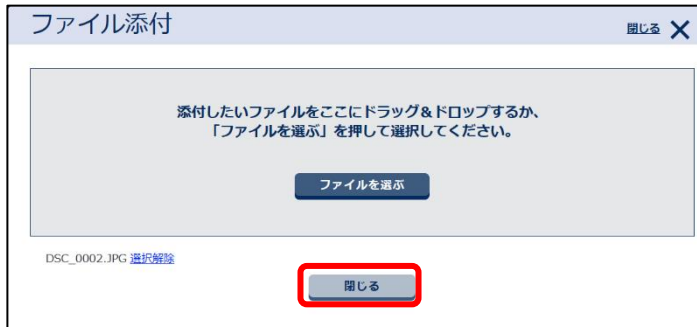 ファイル添付
閉じる
添付したいファイルをここにドラッグ&ドロップするか、
「ファイルを選ぶ」を押して選択してください。
ファイルを選ぶ
DSC_0002.JPG 選択解除
閉じる